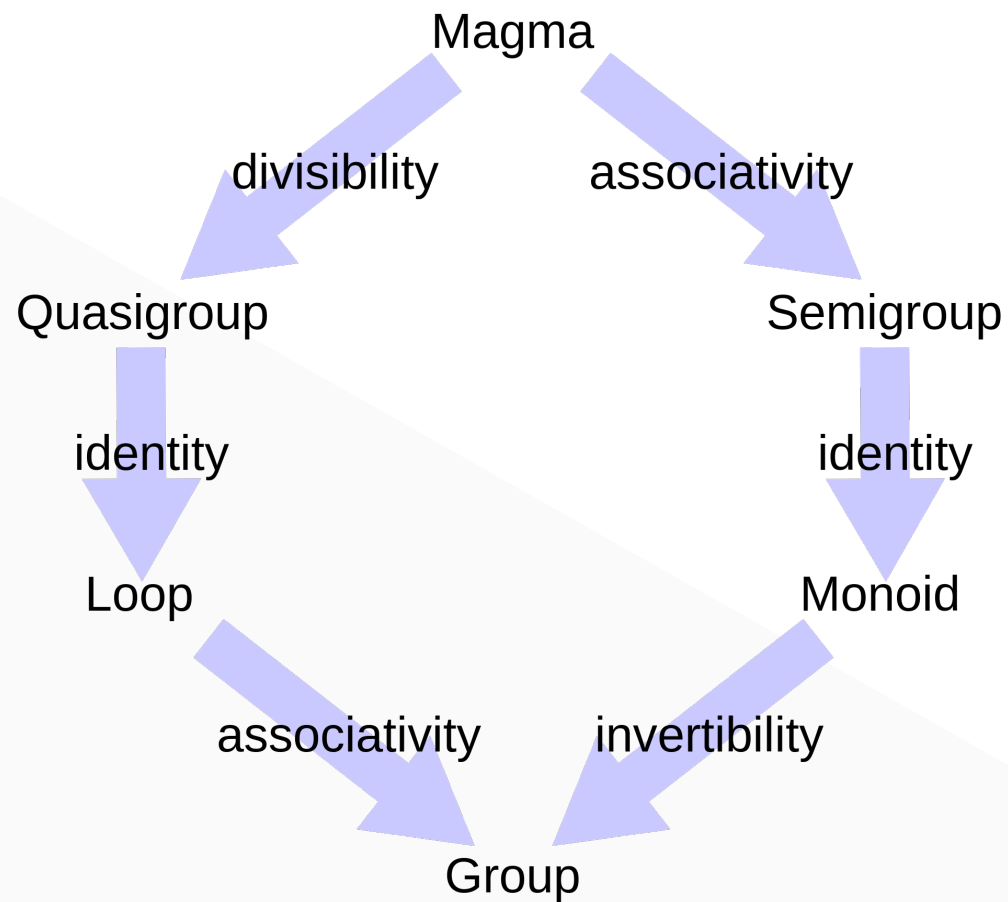 Magma
divisibility
associativity
Quasigroup
Semigroup
identity
identity
Loop
Monoid
associativity
invertibility
Group